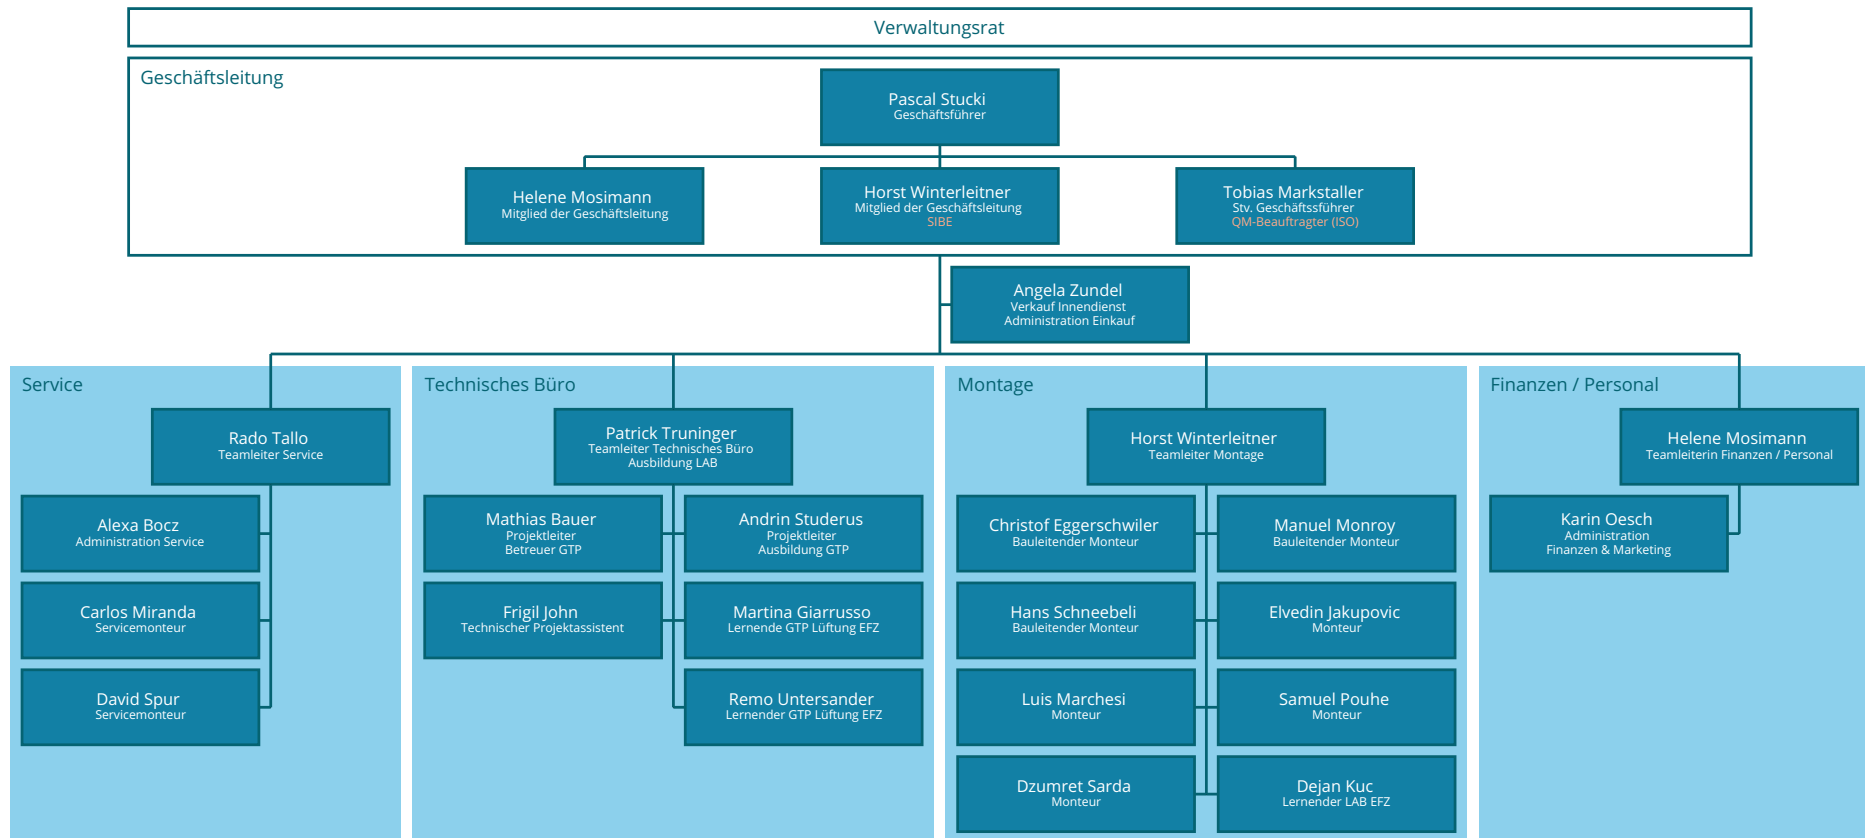 Verwaltungsrat
Geschäftsleitung
Pascal Stucki
Geschäftsführer
Helene Mosimann
Mitglied der Geschäftsleitung
Horst Winterleitner
Mitglied der Geschäftsleitung
SIBE
Tobias Markstaller
Stv. Geschäftssführer
QM-Beauftragter (ISO)
Angela Zundel
Verkauf Innendienst
Administration Einkauf
Service
Rado Tallo
Teamleiter Service
Alexa Bocz
Administration Service
Carlos Miranda
Servicemonteur
David Spur
Servicemonteur
Technisches Büro
Patrick Truninger
Teamleiter Technisches Büro
Ausbildung LAB
Mathias Bauer
Projektleiter
Betreuer GTP
Andrin Studerus
Projektleiter
Ausbildung GTP
Frigil John
Technischer Projektassistent
Martina Giarrusso
Lernende GTP Lüftung EFZ
Remo Untersander
Lernender GTP Lüftung EFZ
Montage
Horst Winterleitner
Teamleiter Montage
Christof Eggerschwiler
Bauleitender Monteur
Manuel Monroy
Bauleitender Monteur
Hans Schneebeli
Bauleitender Monteur
Elvedin Jakupovic
Monteur
Luis Marchesi
Monteur
Samuel Pouhe
Monteur
Dzumret Sarda
Monteur
Dejan Kuc
Lernender LAB EFZ
Finanzen / Personal
Helene Mosimann
Teamleiterin Finanzen / Personal
Karin Oesch
Administration
Finanzen & Marketing